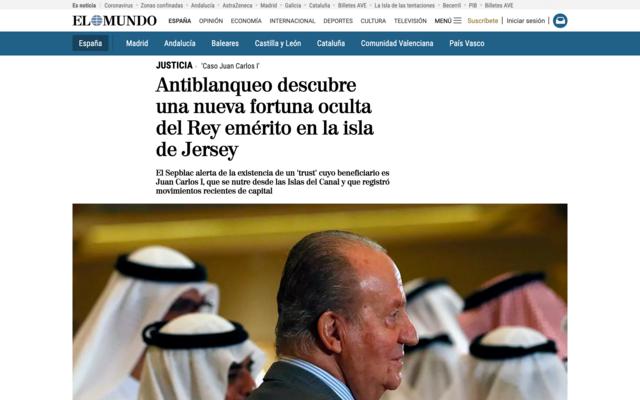 Es noticia Coronavirus Zonas confinadas Andalucía AstraZeneca Madrid Galicia Cataluña Billetes AVE La Isla de las tentaciones Becerril PIB Billetes AVE
EL MUNDO ESPAÑA OPINIÓN ECONOMÍA INTERNACIONAL DEPORTES CULTURA TELEVISIÓN MENÚ Suscríbete | Iniciar sesión |
España Madrid Andalucía Baleares Castilla y León Cataluña Comunidad Valenciana País Vasco
JUSTICIA 'Caso Juan Carlos I'
Antiblanqueo descubre
una nueva fortuna oculta
del Rey emérito en la isla
de Jersey
El Sepblac alerta de la existencia de un 'trust' cuyo beneficiario es
Juan Carlos I, que se nutre desde las Islas del Canal y que registró
movimientos recientes de capital